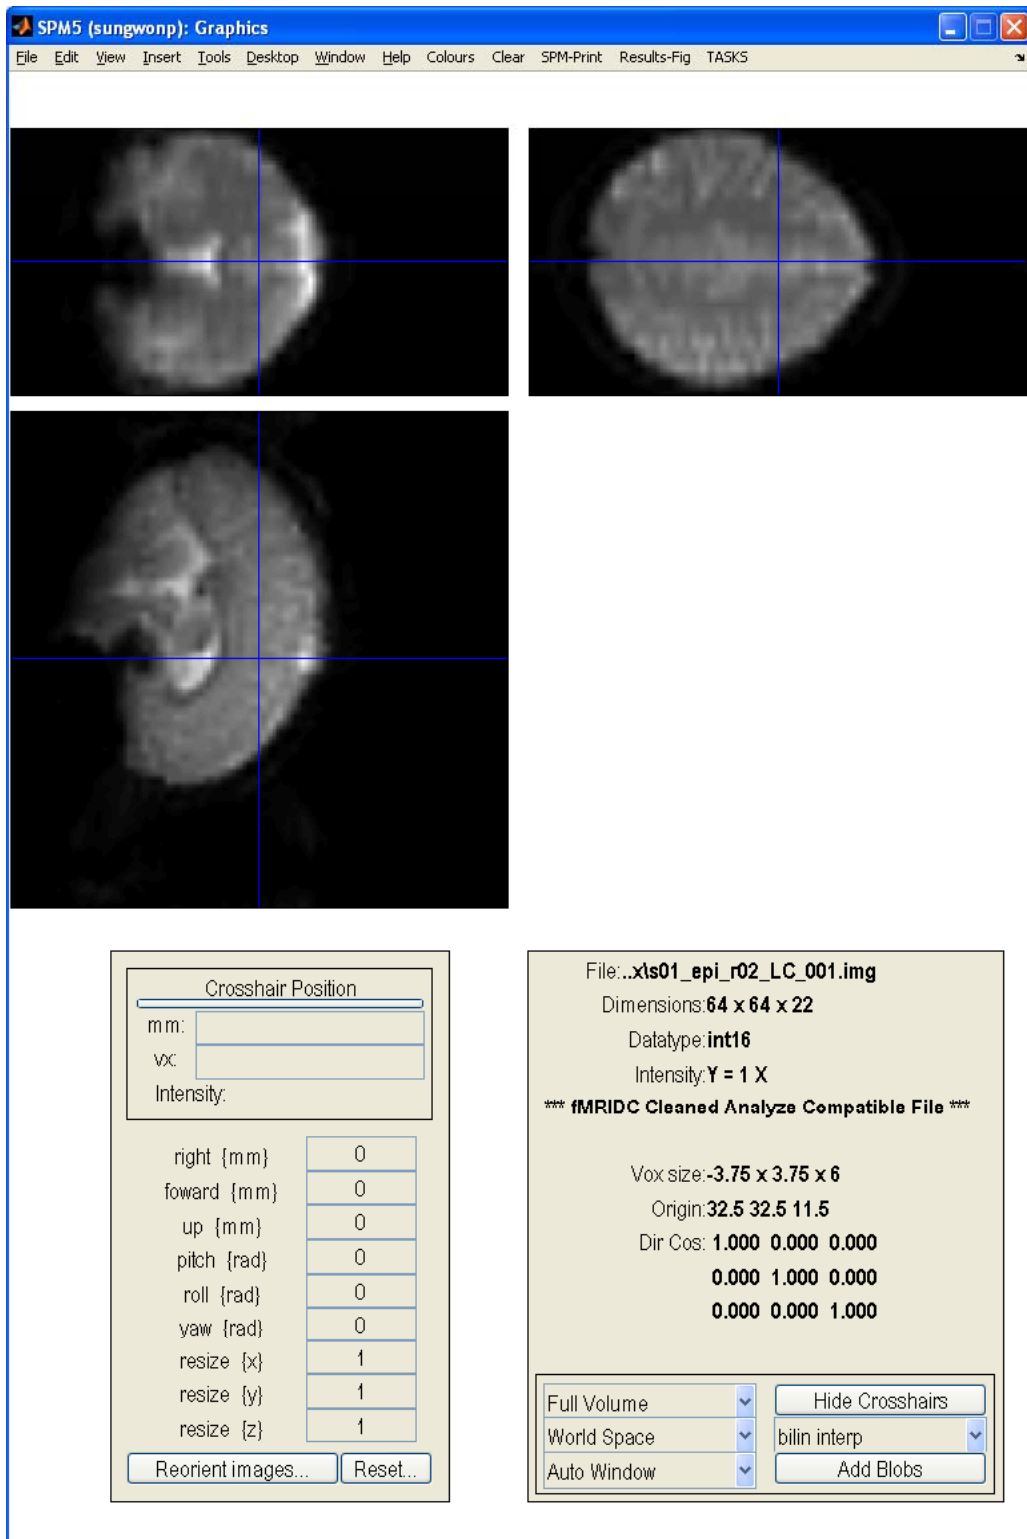 SPM5 (sungwonp): Graphics
File Edit View Insert Tools Desktop Window Help Colours Clear SPM-Print Results-Fig TASKS
Crosshair Position
mm:
vx:
Intensity:
right {mm} 0
foward {mm} 0
up {mm} 0
pitch {rad} 0
roll {rad} 0
yaw {rad} 0
resize {x} 1
resize {y} 1
resize {z} 1
Reorient images... Reset...
File:..x\s01_epi_r02_LC_001.img
Dimensions:64 x 64 x 22
Datatype:int16
Intensity:Y = 1 X
*** fMRIDC Cleaned Analyze Compatible File ***
Vox size:-3.75 x 3.75 x 6
Origin:32.5 32.5 11.5
Dir Cos: 1.000 0.000 0.000
0.000 1.000 0.000
0.000 0.000 1.000
Full Volume Hide Crosshairs
World Space bilin interp
Auto Window Add Blobs